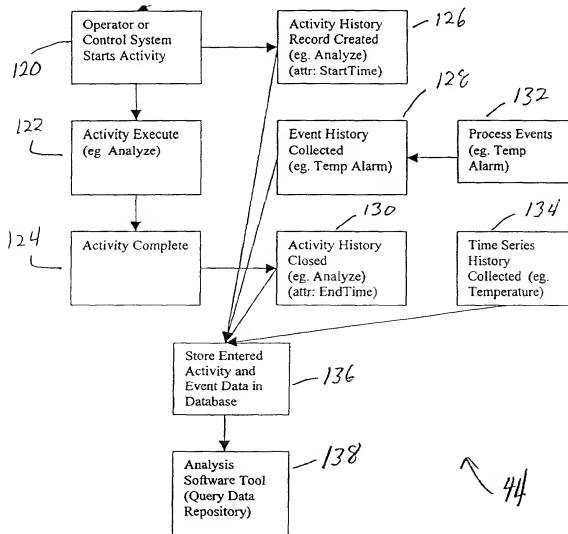 Operator or
Control System
Starts Activity
120
Activity History
Record Created
(eg. Analyze)
(attr: StartTime)
126
Activity Execute
(eg Analyze)
122
Event History
Collected
(eg. Temp Alarm)
128
Process Events
(eg. Temp
Alarm)
132
Activity Complete
124
Activity History
Closed
(eg. Analyze)
(attr: EndTime)
130
Time Series
History
Collected (eg.
Temperature)
134
Store Entered
Activity and
Event Data in
Database
136
Analysis
Software Tool
(Query Data
Repository)
138
44